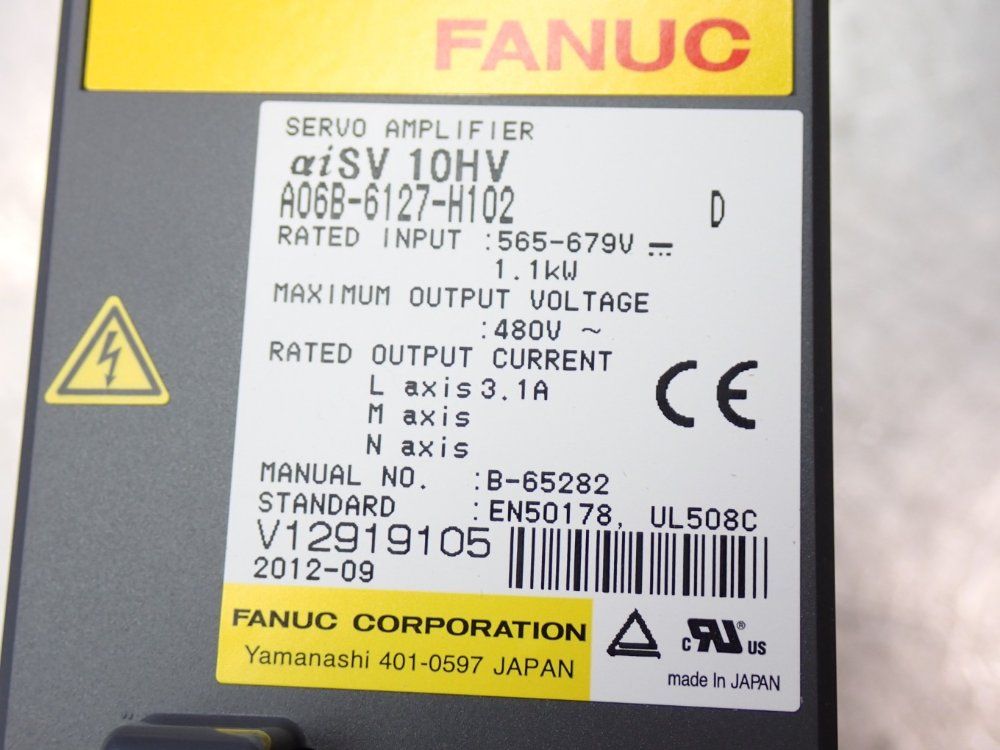 FANUC
SERVO AMPLIFIER
αiSV 10HV
A06B-6127-H102 D
RATED INPUT :565-679V ⎓
1.1kW
MAXIMUM OUTPUT VOLTAGE
:480V ~
RATED OUTPUT CURRENT
L axis 3.1A
M axis
N axis
CE
MANUAL NO. :B-65282
STANDARD :EN50178, UL508C
V12919105
2012-09
FANUC CORPORATION
Yamanashi 401-0597 JAPAN
c RU ® US
made In JAPAN